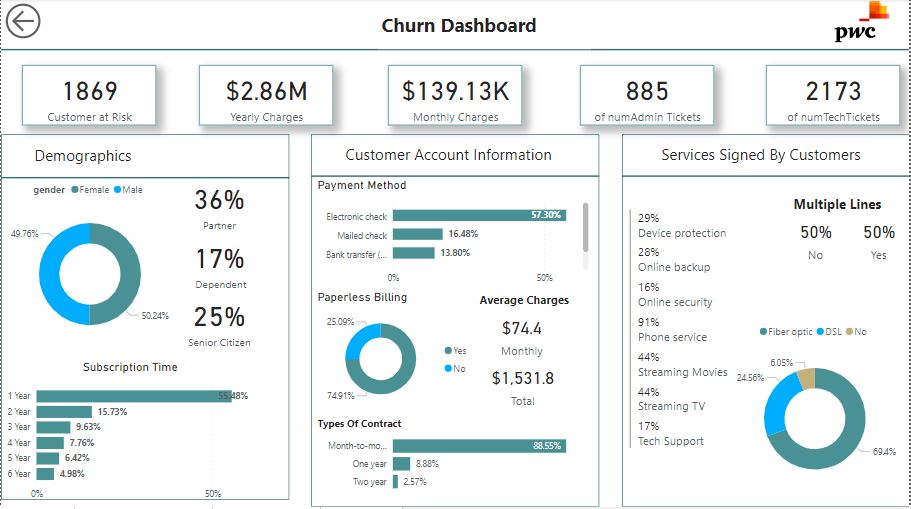 Churn Dashboard
pwc
1869
Customer at Risk
$2.86M
Yearly Charges
$139.13K
Monthly Charges
885
of numAdmin Tickets
2173
of numTechTickets
Demographics
gender Female Male
49.76%
50.24%
36%
Partner
17%
Dependent
25%
Senior Citizen
Subscription Time
1 Year 55.48%
2 Year 15.73%
3 Year 9.63%
4 Year 7.76%
5 Year 6.42%
6 Year 4.98%
0% 50%
Customer Account Information
Payment Method
Electronic check 57.30%
Mailed check 16.48%
Bank transfer (... 13.80%
0% 50%
Paperless Billing
25.09%
74.91%
Yes
No
Average Charges
$74.4
Monthly
$1,531.8
Total
Types Of Contract
Month-to-mo... 88.55%
One year 8.88%
Two year 2.57%
Services Signed By Customers
29%
Device protection
28%
Online backup
16%
Online security
91%
Phone service
44%
Streaming Movies
44%
Streaming TV
17%
Tech Support
Multiple Lines
50% 50%
No Yes
Fiber optic DSL No
6.05%
24.56%
69.4%